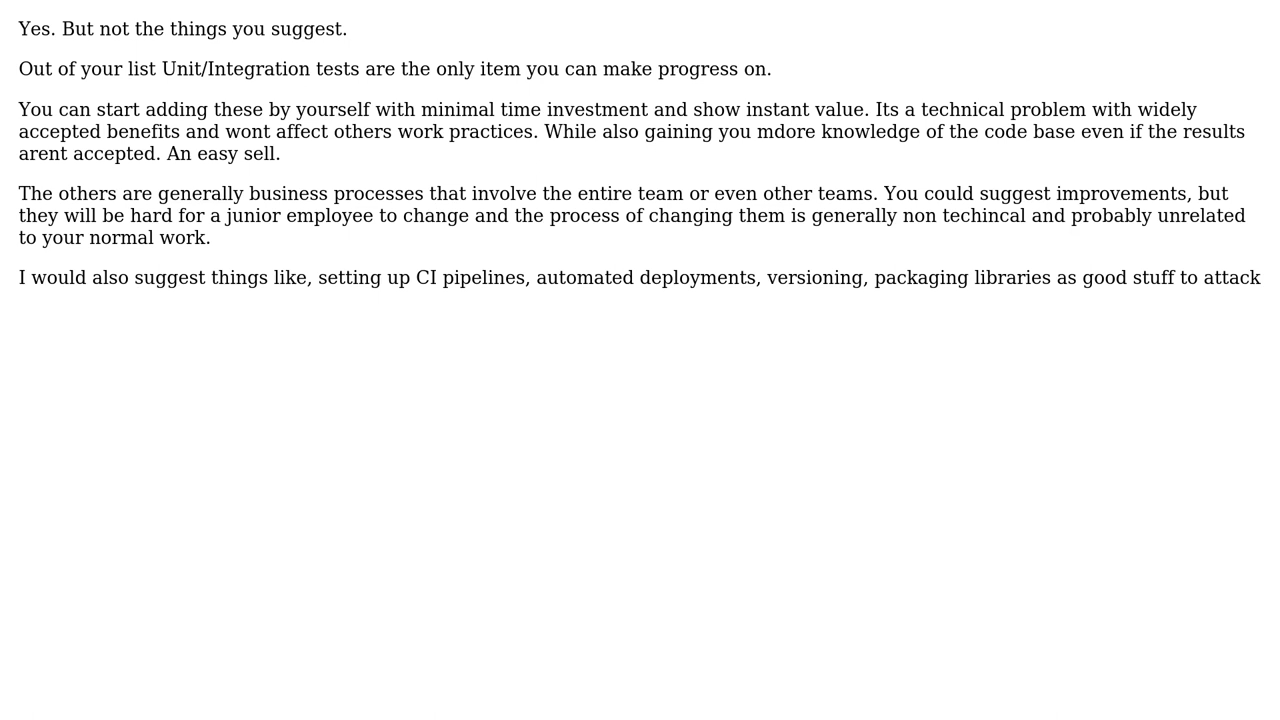 Yes. But not the things you suggest.
Out of your list Unit/Integration tests are the only item you can make progress on.
You can start adding these by yourself with minimal time investment and show instant value. Its a technical problem with widely
accepted benefits and wont affect others work practices. While also gaining you mdore knowledge of the code base even if the results
arent accepted. An easy sell.
The others are generally business processes that involve the entire team or even other teams. You could suggest improvements, but
they will be hard for a junior employee to change and the process of changing them is generally non techincal and probably unrelated
to your normal work.
I would also suggest things like, setting up CI pipelines, automated deployments, versioning, packaging libraries as good stuff to attack